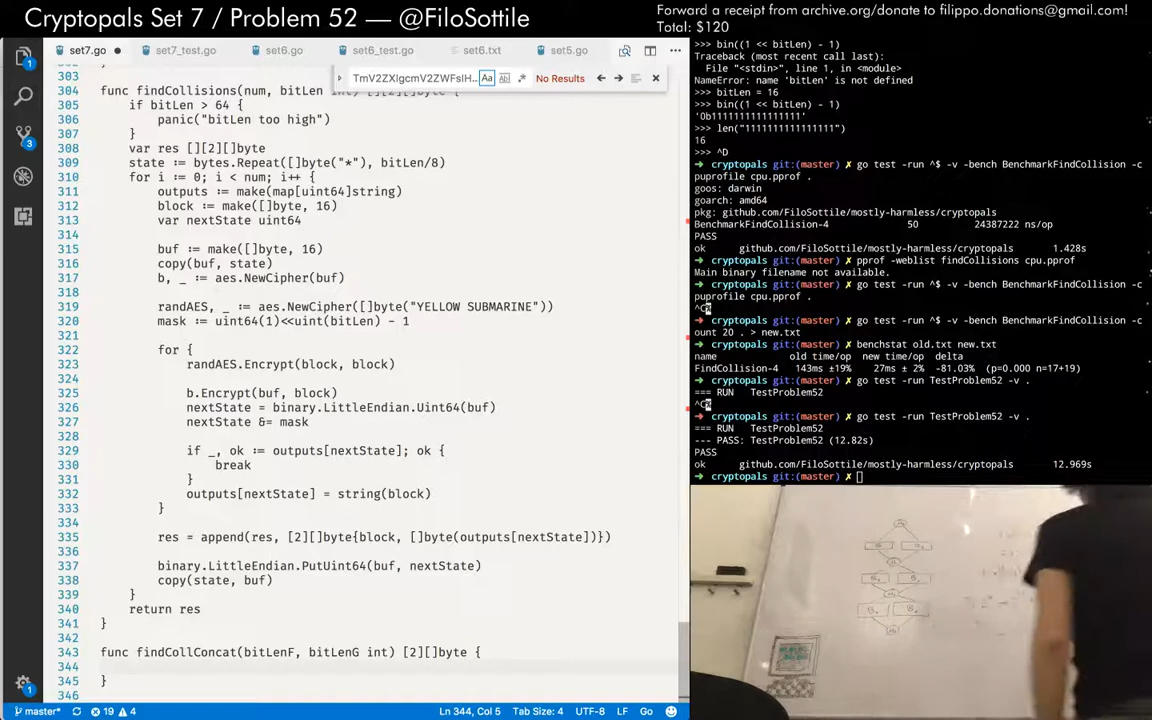 Cryptopals Set 7 / Problem 52 — @FiloSottile
Forward a receipt from archive.org/donate to filippo.donations@gmail.com!
Total: $120
set7.go
set7_test.go
set6.go
set6_test.go
set6.txt
set5.go
No Results
303
304 func findCollisions(num, bitLen int) [][2][]byte {
305 if bitLen > 64 {
306 panic("bitLen too high")
307 }
308 var res [][2][]byte
309 state := bytes.Repeat([]byte("*"), bitLen/8)
310 for i := 0; i < num; i++ {
311 outputs := make(map[uint64]string)
312 block := make([]byte, 16)
313 var nextState uint64
314
315 buf := make([]byte, 16)
316 copy(buf, state)
317 b, _ := aes.NewCipher(buf)
318
319 randAES, _ := aes.NewCipher([]byte("YELLOW SUBMARINE"))
320 mask := uint64(1)<<uint(bitLen) - 1
321
322 for {
323 randAES.Encrypt(block, block)
324
325 b.Encrypt(buf, block)
326 nextState = binary.LittleEndian.Uint64(buf)
327 nextState &= mask
328
329 if _, ok := outputs[nextState]; ok {
330 break
331 }
332 outputs[nextState] = string(block)
333 }
334
335 res = append(res, [2][]byte{block, []byte(outputs[nextState])})
336
337 binary.LittleEndian.PutUint64(buf, nextState)
338 copy(state, buf)
339 }
340 return res
341 }
342
343 func findCollConcat(bitLenF, bitLenG int) [2][]byte {
344
345 }
346
master* 19 4 Ln 344, Col 5 Tab Size: 4 UTF-8 LF Go
>>> bin((1 << bitLen) - 1)
Traceback (most recent call last):
File "<stdin>", line 1, in <module>
NameError: name 'bitLen' is not defined
>>> bitLen = 16
>>> bin((1 << bitLen) - 1)
'0b1111111111111111'
>>> len("1111111111111111")
16
>>> ^D
➜ cryptopals git:(master) ✗ go test -run ^$ -v -bench BenchmarkFindCollision -c
puprofile cpu.pprof .
goos: darwin
goarch: amd64
pkg: github.com/FiloSottile/mostly-harmless/cryptopals
BenchmarkFindCollision-4 50 24387222 ns/op
PASS
ok github.com/FiloSottile/mostly-harmless/cryptopals 1.428s
➜ cryptopals git:(master) ✗ pprof -weblist findCollisions cpu.pprof
Main binary filename not available.
➜ cryptopals git:(master) ✗ go test -run ^$ -v -bench BenchmarkFindCollision -c
puprofile cpu.pprof .
➜ cryptopals git:(master) ✗ go test -run ^$ -v -bench BenchmarkFindCollision -c
ount 20 . > new.txt
➜ cryptopals git:(master) ✗ benchstat old.txt new.txt
name old time/op new time/op delta
FindCollision-4 143ms ±19% 27ms ± 2% -81.03% (p=0.000 n=17+19)
➜ cryptopals git:(master) ✗ go test -run TestProblem52 -v .
=== RUN TestProblem52
➜ cryptopals git:(master) ✗ go test -run TestProblem52 -v .
=== RUN TestProblem52
--- PASS: TestProblem52 (12.82s)
PASS
ok github.com/FiloSottile/mostly-harmless/cryptopals 12.969s
➜ cryptopals git:(master) ✗